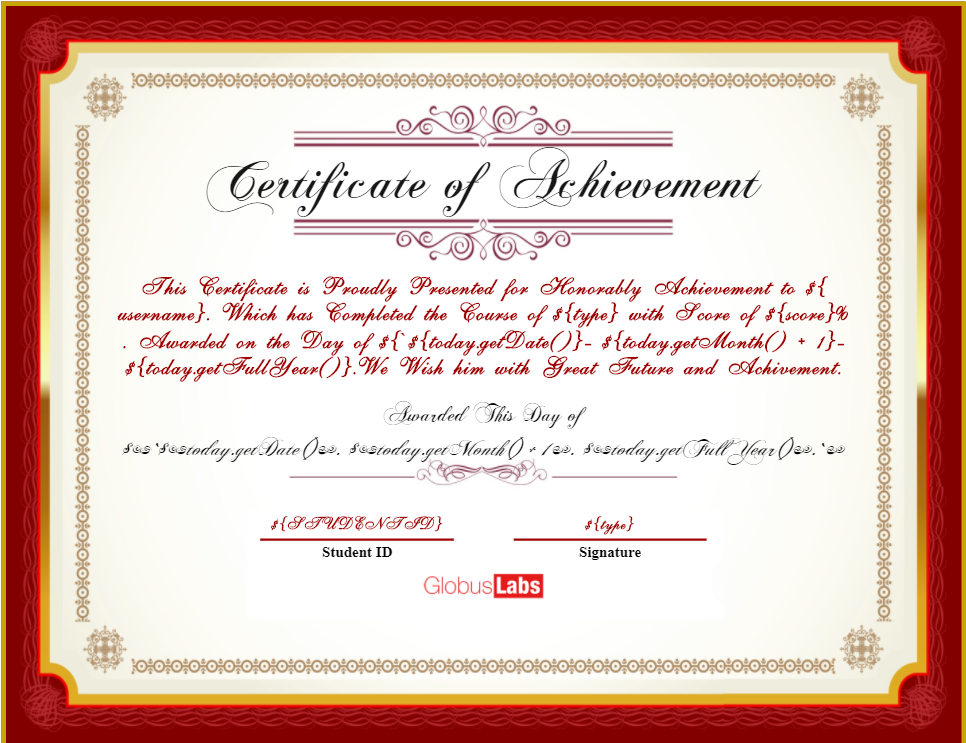 Certificate of Achievement
This Certificate is Proudly Presented for Honorably Achievement to ${
username}. Which has Completed the Course of ${type} with Score of ${score}%
. Awarded on the Day of ${`${today.getDate()}- ${today.getMonth() + 1}-
${today.getFullYear()}.We Wish him with Great Future and Achivement.
Awarded This Day of
${`${today.getDate()}. ${today.getMonth() + 1}. ${today.getFullYear()}.`}
${STUDENTID} ${type}
Student ID Signature
GlobusLabs